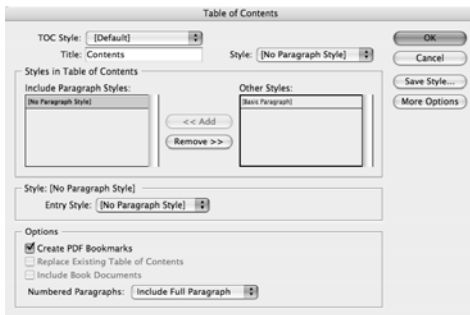 Table of Contents
TOC Style: [Default]
OK
Title: Contents
Style: [No Paragraph Style]
Cancel
Styles in Table of Contents
Save Style...
Include Paragraph Styles:
Other Styles:
More Options
[No Paragraph Style]
[Basic Paragraph]
<< Add
Remove >>
Style: [No Paragraph Style]
Entry Style: [No Paragraph Style]
Options
Create PDF Bookmarks
Replace Existing Table of Contents
Include Book Documents
Numbered Paragraphs: Include Full Paragraph